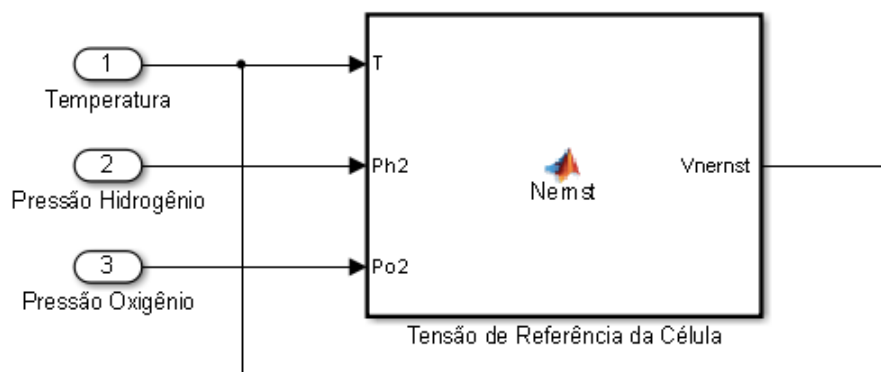 1
T
Temperatura
2
Ph2
Nernst
Vnernst
Pressão Hidrogênio
3
Po2
Pressão Oxigênio
Tensão de Referência da Célula